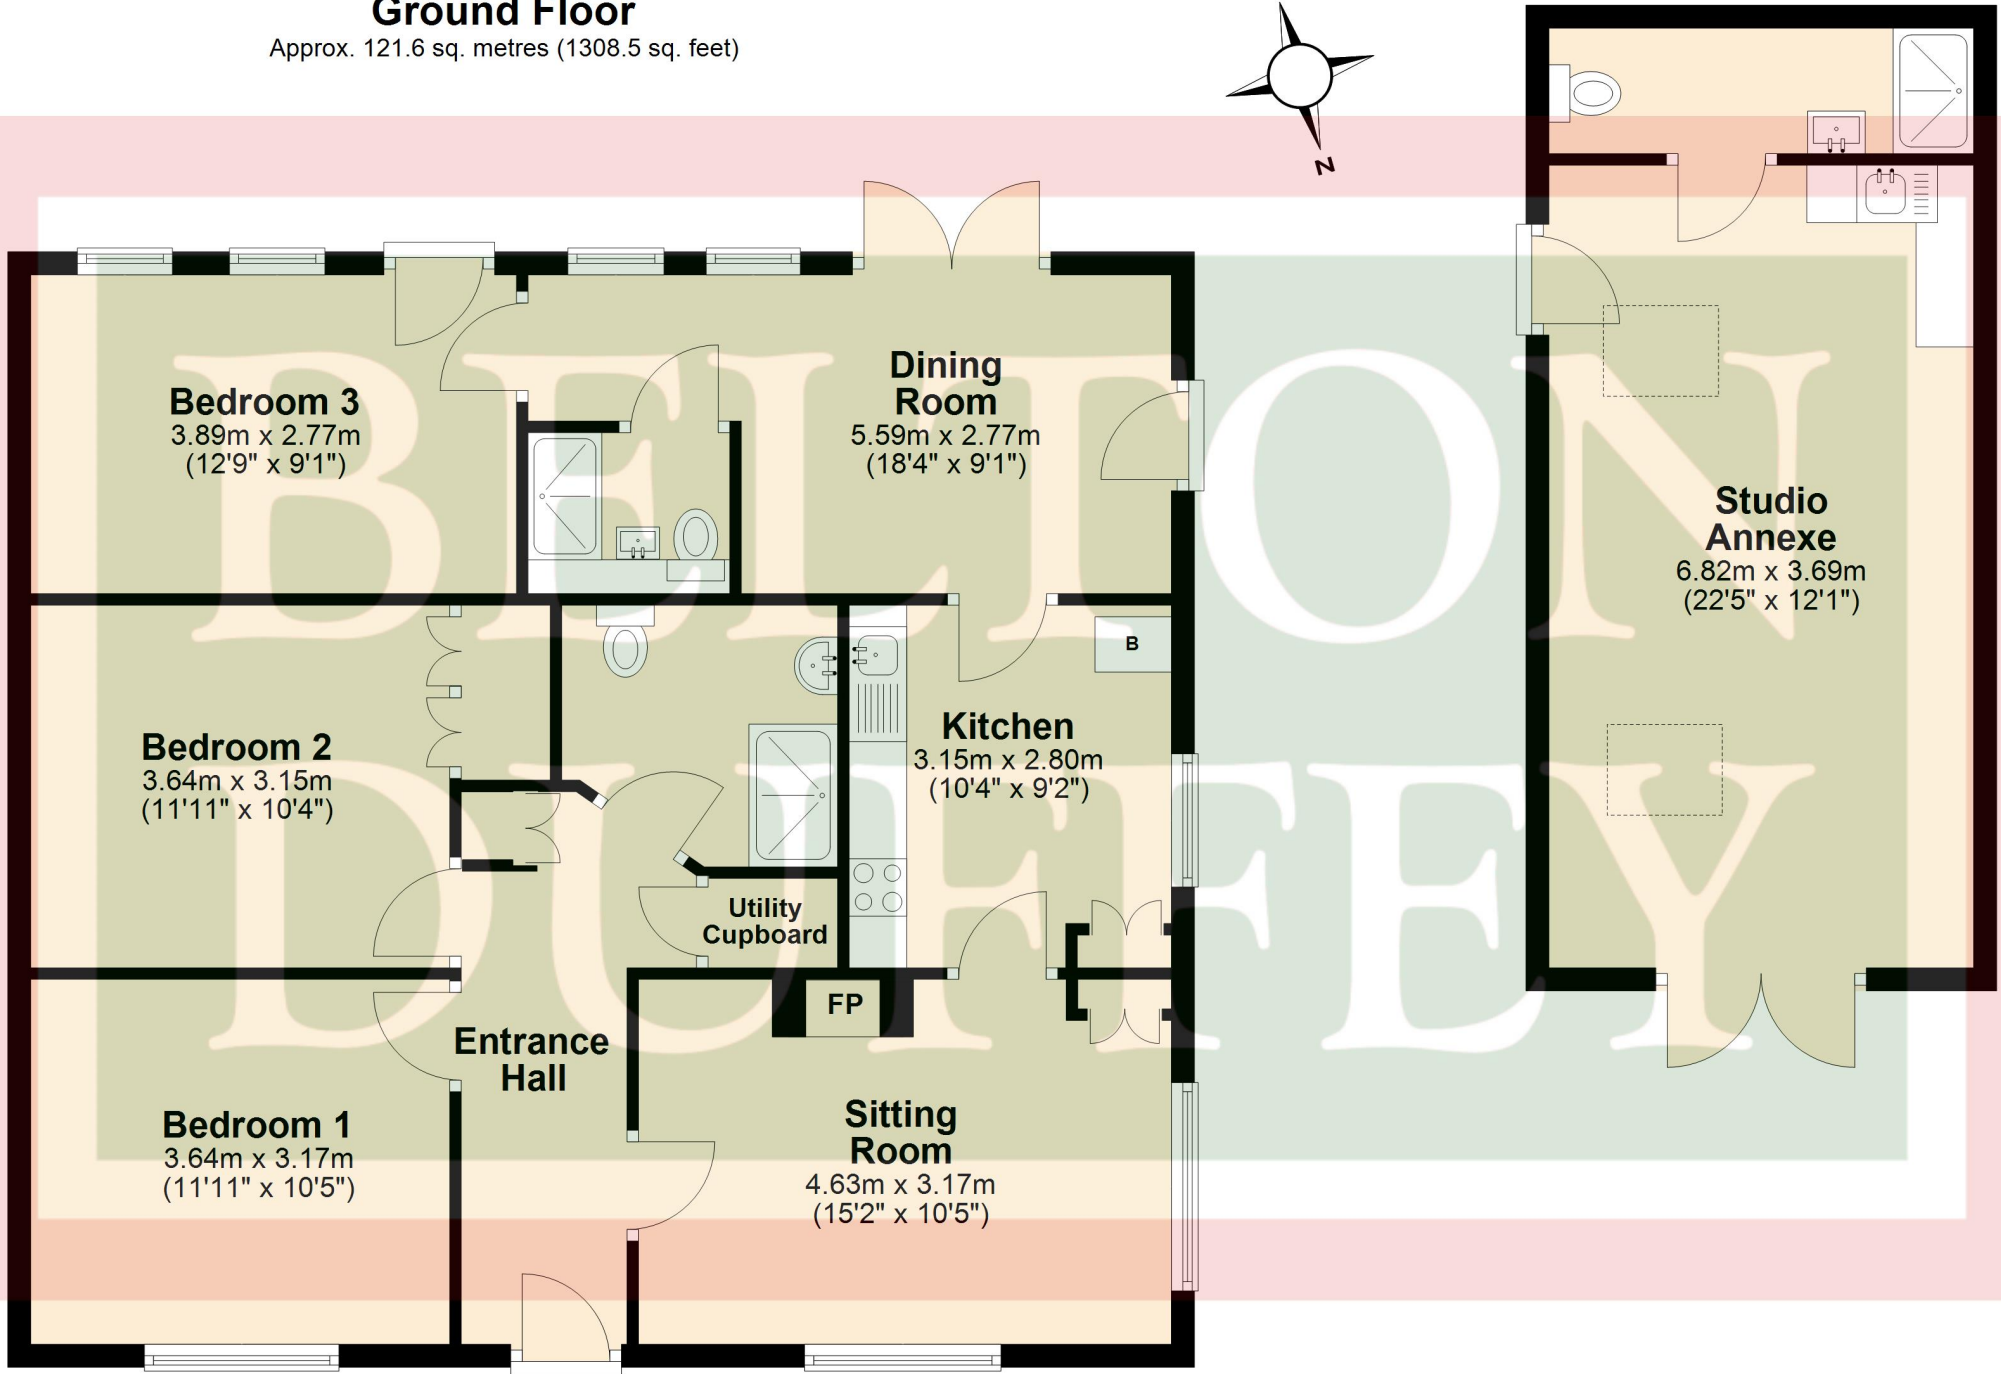 Ground Floor
Approx. 121.6 sq. metres (1308.5 sq. feet)
N
Bedroom 3
3.89m x 2.77m
(12'9" x 9'1")
Dining
Room
5.59m x 2.77m
(18'4" x 9'1")
Studio
Annexe
6.82m x 3.69m
(22'5" x 12'1")
BELTON
B
Bedroom 2
3.64m x 3.15m
(11'11" x 10'4")
Kitchen
3.15m x 2.80m
(10'4" x 9'2")
DUFFEY
Utility
Cupboard
FP
Entrance
Hall
Bedroom 1
3.64m x 3.17m
(11'11" x 10'5")
Sitting
Room
4.63m x 3.17m
(15'2" x 10'5")